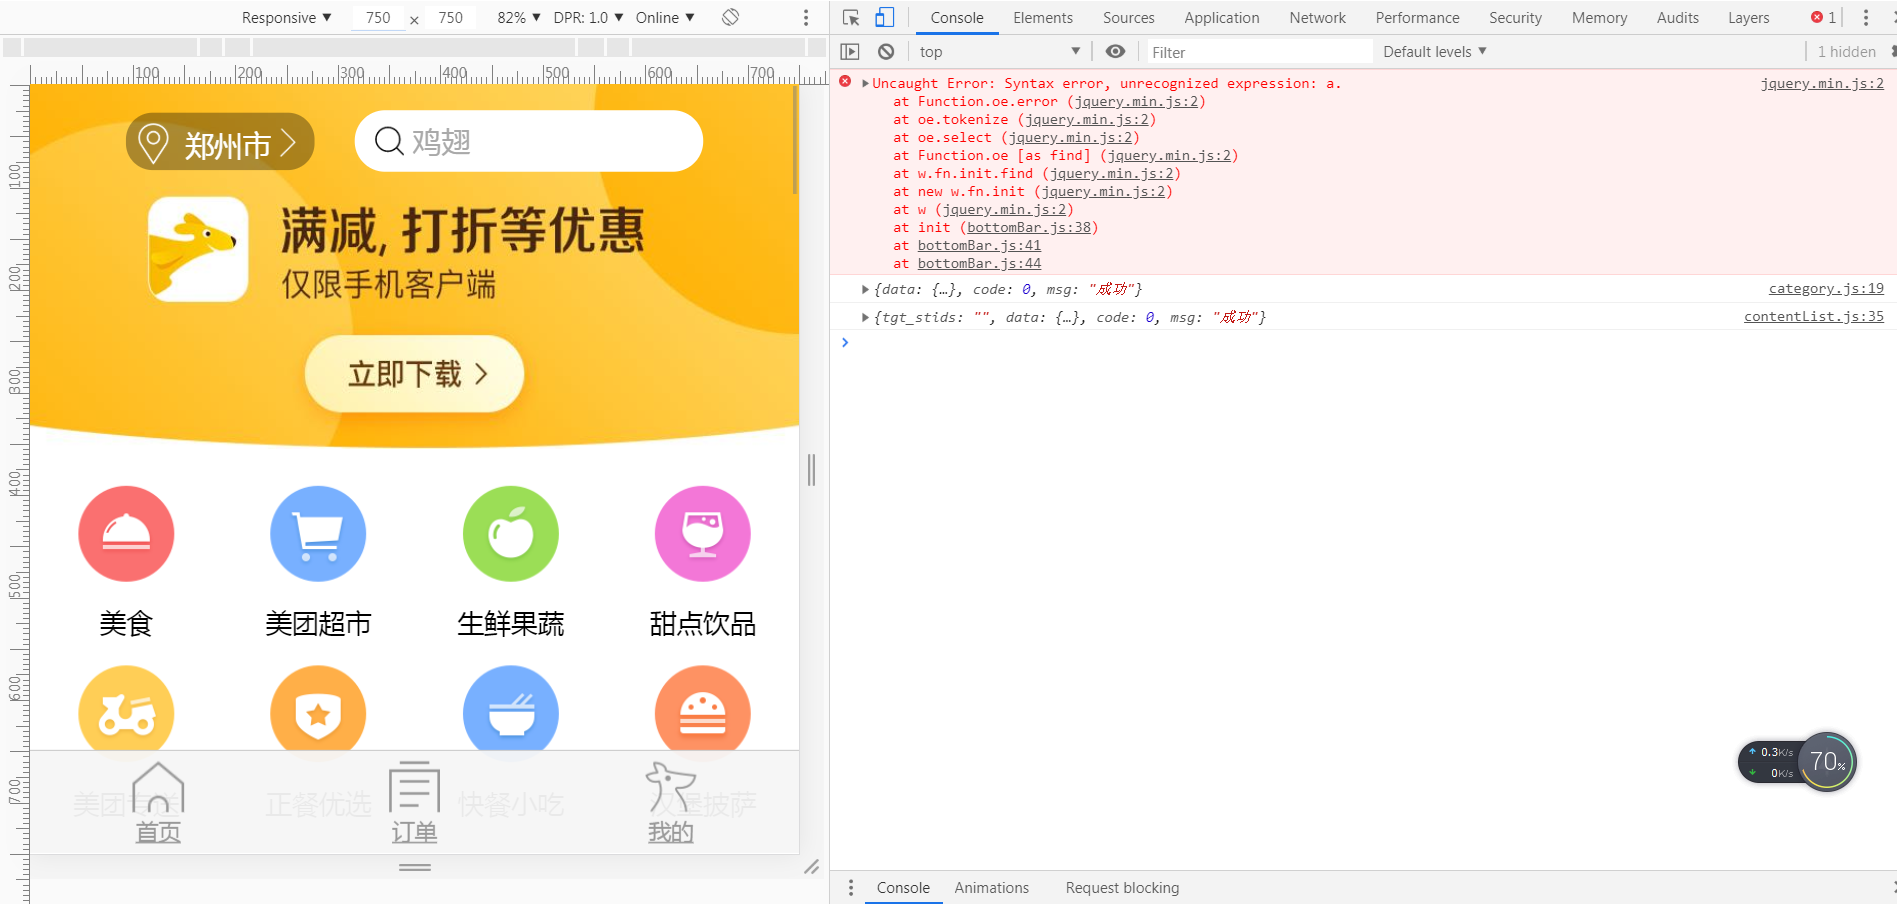 Responsive ▼ 750 × 750 82% ▼ DPR: 1.0 ▼ Online ▼
Console Elements Sources Application Network Performance Security Memory Audits Layers 1
top ▼ Filter Default levels ▼ 1 hidden
100 200 300 400 500 600 700
100
200
300
400
500
600
700
郑州市
鸡翅
满减, 打折等优惠
仅限手机客户端
立即下载
美食 美团超市 生鲜果蔬 甜点饮品
美团专送 正餐优选 快餐小吃 汉堡披萨
首页 订单 我的
Uncaught Error: Syntax error, unrecognized expression: a. jquery.min.js:2
at Function.oe.error (jquery.min.js:2)
at oe.tokenize (jquery.min.js:2)
at oe.select (jquery.min.js:2)
at Function.oe [as find] (jquery.min.js:2)
at w.fn.init.find (jquery.min.js:2)
at new w.fn.init (jquery.min.js:2)
at w (jquery.min.js:2)
at init (bottomBar.js:38)
at bottomBar.js:41
at bottomBar.js:44
{data: {…}, code: 0, msg: "成功"} category.js:19
{tgt_stids: "", data: {…}, code: 0, msg: "成功"} contentList.js:35
0.3K/s
0K/s
70%
Console Animations Request blocking